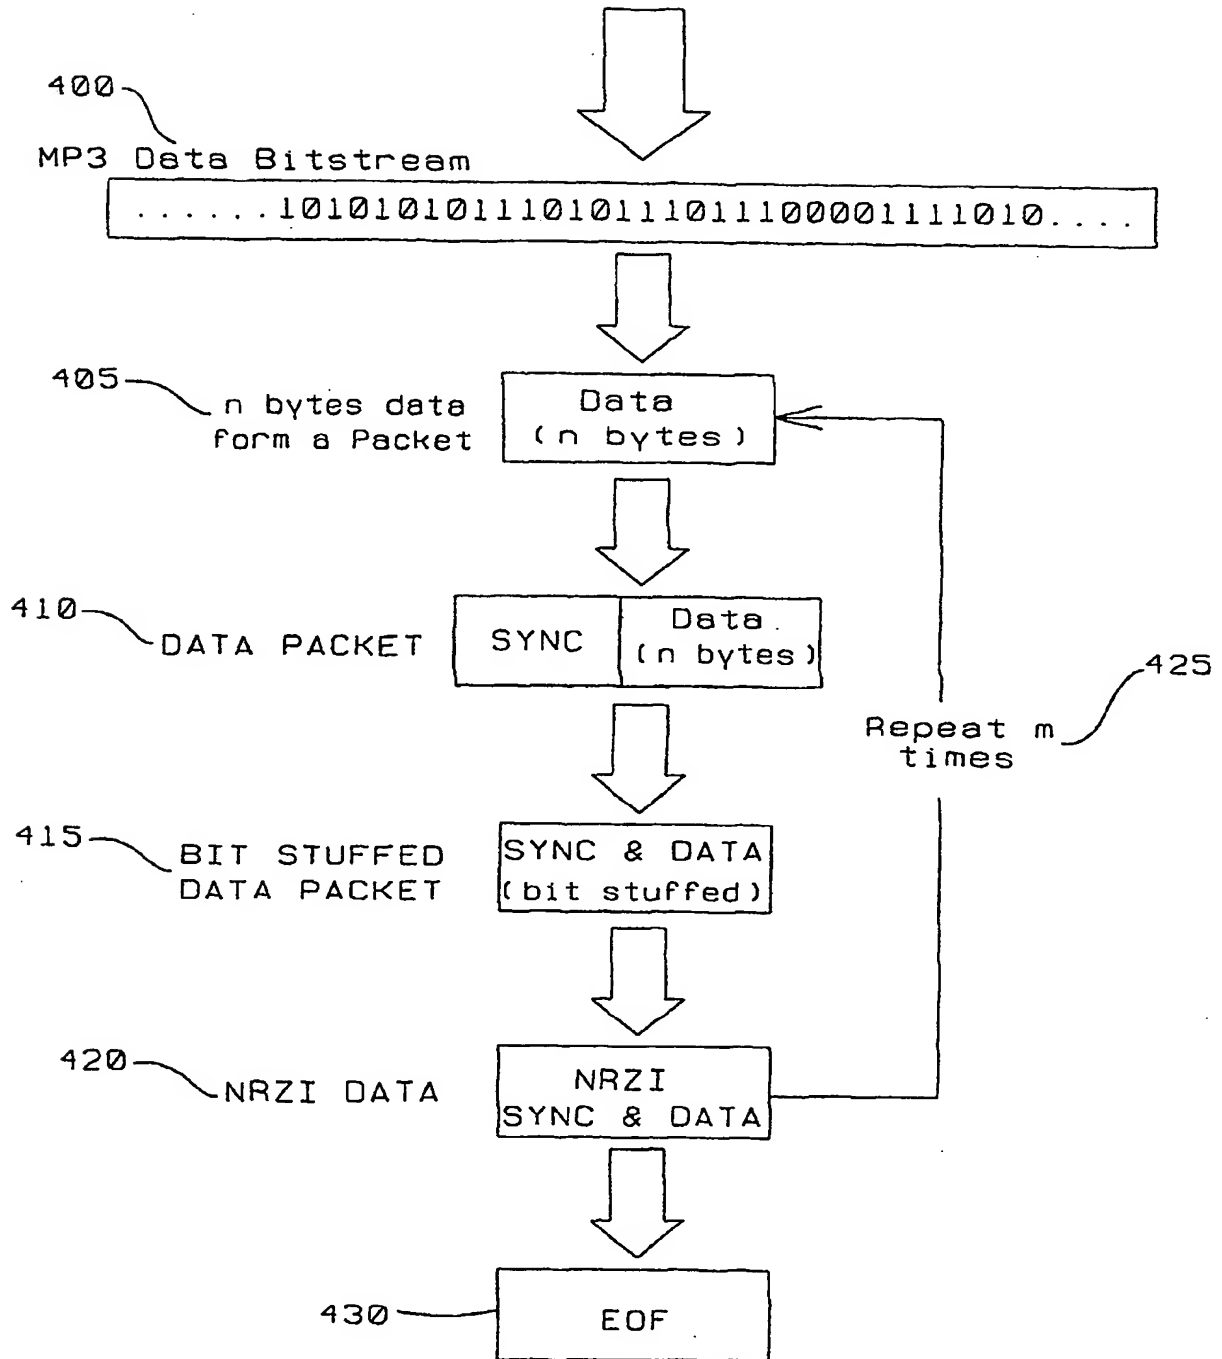 400
MP3 Data Bitstream
......10101010111010111011100001111010....
405
n bytes data
form a Packet
Data
(n bytes)
410
DATA PACKET
SYNC
Data
(n bytes)
425
Repeat m
times
415
BIT STUFFED
DATA PACKET
SYNC & DATA
(bit stuffed)
420
NRZI DATA
NRZI
SYNC & DATA
430
EOF